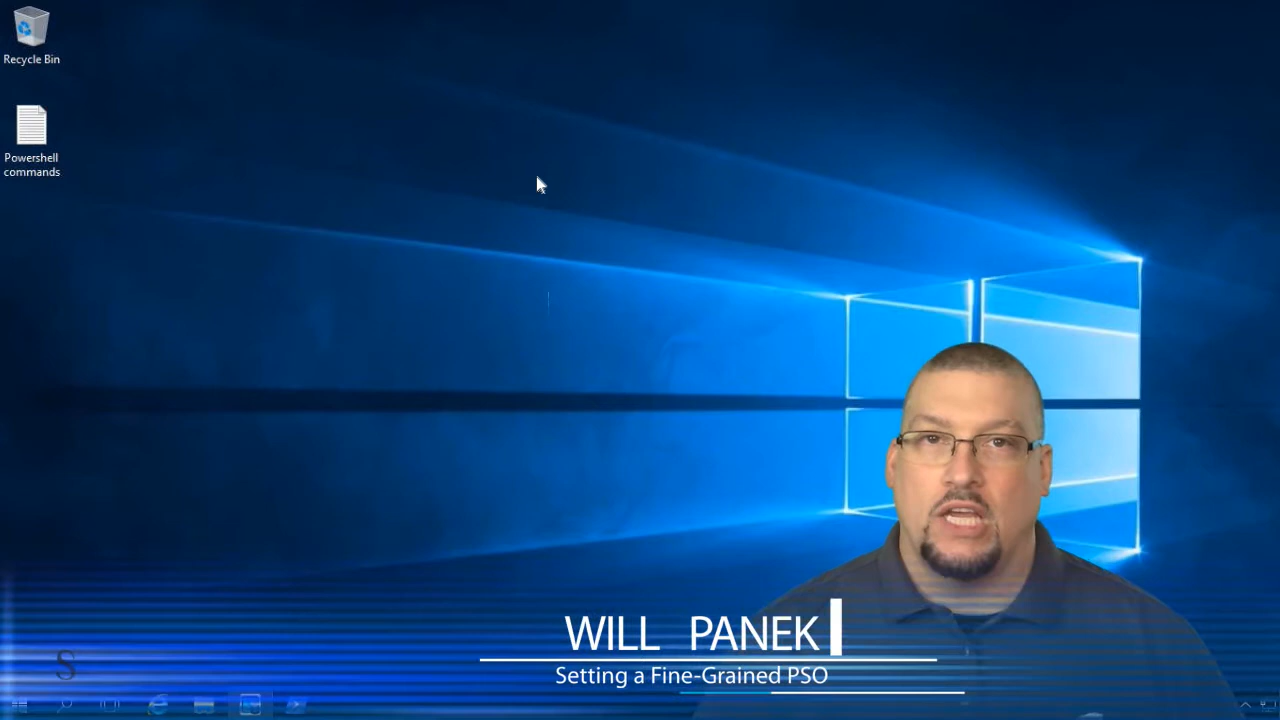 Recycle Bin
Powershell
commands
WILL PANEK
Setting a Fine-Grained PSO
S